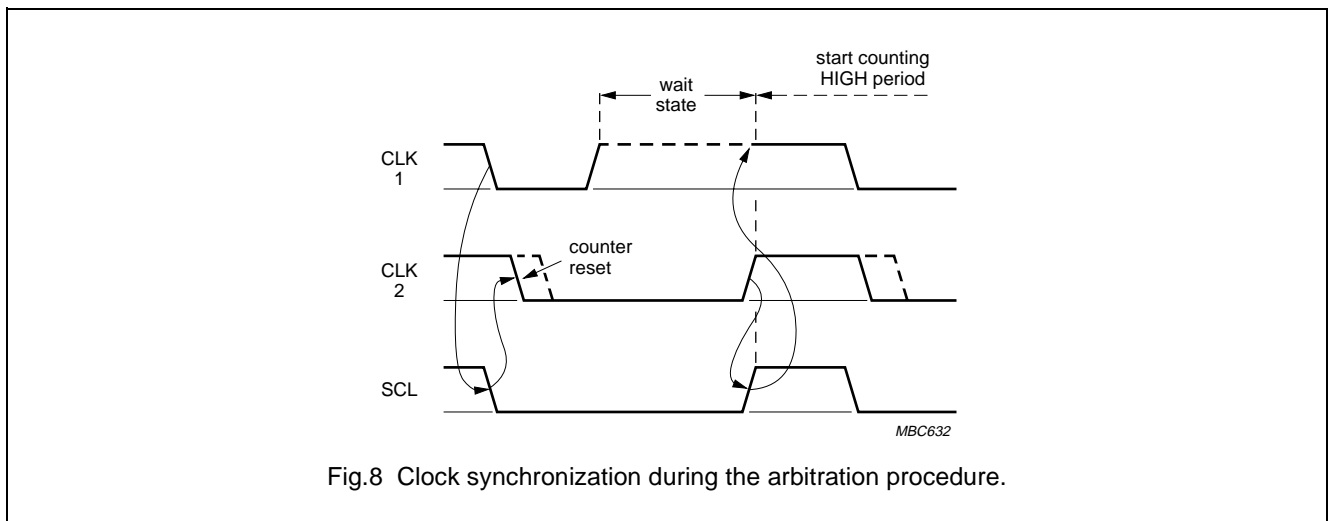 start counting
HIGH period
wait
state
CLK
1
counter
reset
CLK
2
SCL
MBC632
Fig.8 Clock synchronization during the arbitration procedure.